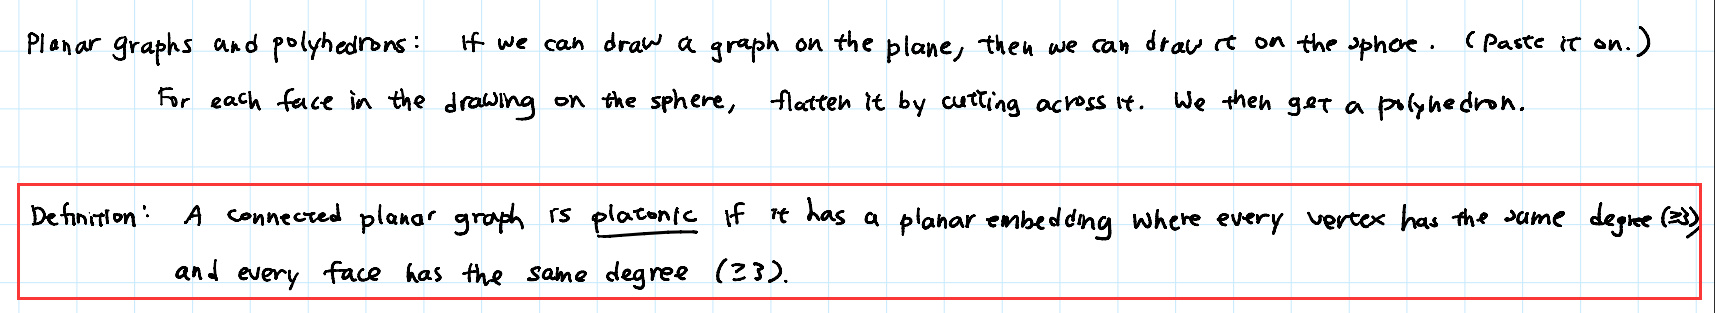 Planar graphs and polyhedrons: If we can draw a graph on the plane, then we can draw it on the sphere. (Paste it on.)
For each face in the drawing on the sphere, flatten it by cutting across it. We then get a polyhedron.
Definition: A connected planar graph is platonic if it has a planar embedding where every vertex has the same degree (≥3),
and every face has the same degree (≥3).